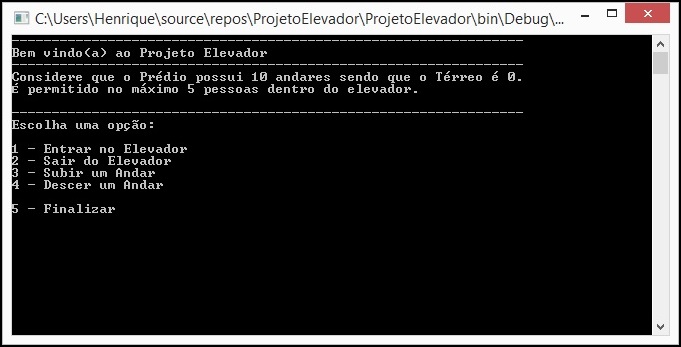 C:\Users\Henrique\source\repos\ProjetoElevador\ProjetoElevador\bin\Debug\...
Bem vindo(a) ao Projeto Elevador
Considere que o Prédio possui 10 andares sendo que o Térreo é 0.
É permitido no máximo 5 pessoas dentro do elevador.
Escolha uma opção:
1 - Entrar no Elevador
2 - Sair do Elevador
3 - Subir um Andar
4 - Descer um Andar
5 - Finalizar